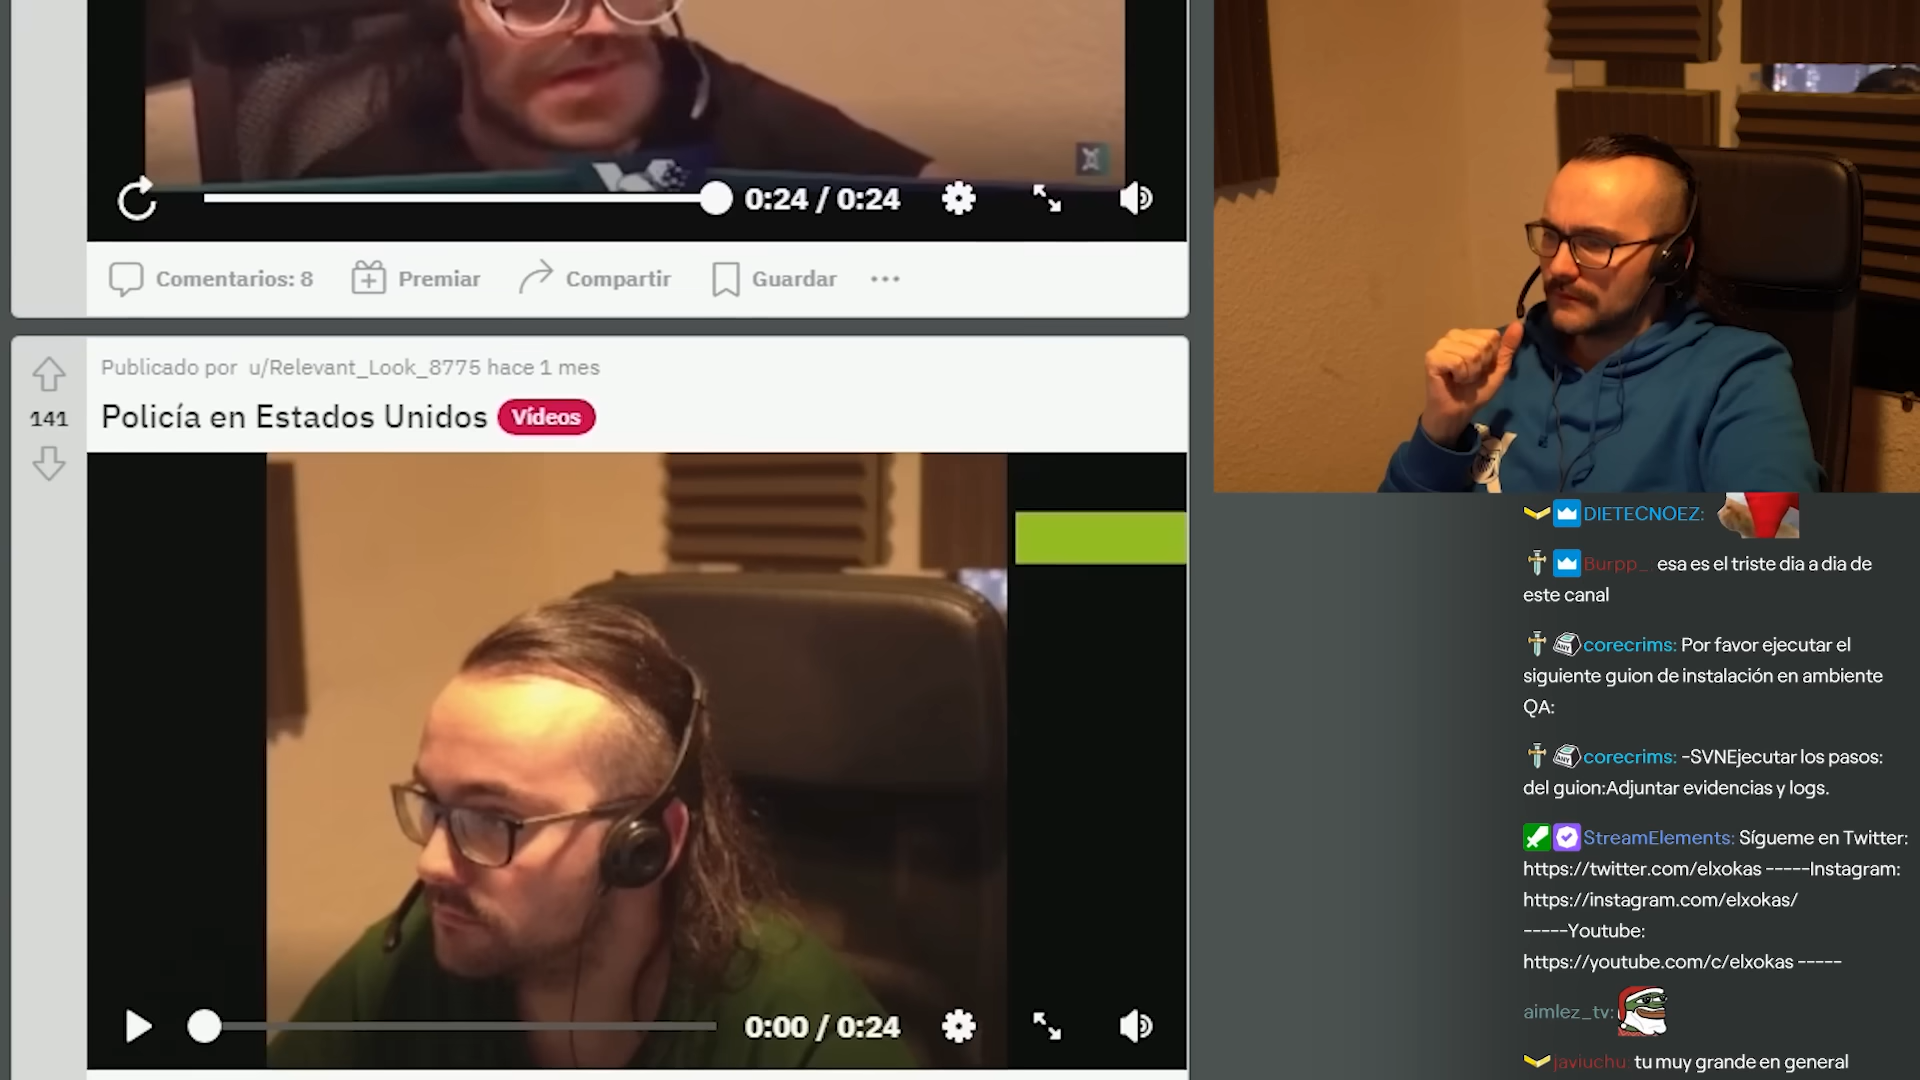 0:24 / 0:24
Comentarios: 8
Premiar
Compartir
Guardar
Publicado por u/Relevant_Look_8775 hace 1 mes
141
Policía en Estados Unidos
Vídeos
0:00 / 0:24
DIETECNOEZ:
Burpp_: esa es el triste dia a dia de
este canal
corecrims: Por favor ejecutar el
siguiente guion de instalación en ambiente
QA:
corecrims: -SVNEjecutar los pasos:
del guion:Adjuntar evidencias y logs.
StreamElements: Sígueme en Twitter:
https://twitter.com/elxokas -----Instagram:
https://instagram.com/elxokas/
-----Youtube:
https://youtube.com/c/elxokas -----
aimlez_tv:
javiuchu: tu muy grande en general